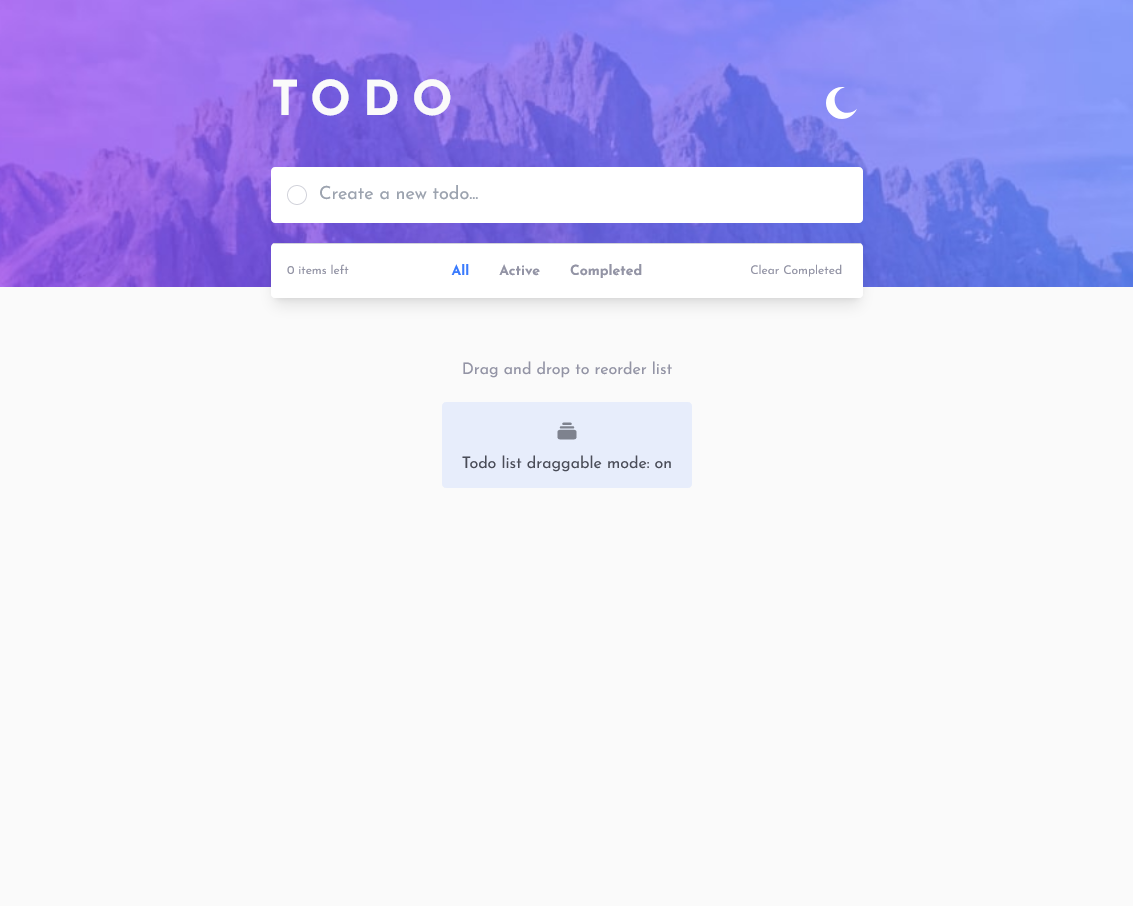 TODO
Create a new todo...
0 items left
All
Active
Completed
Clear Completed
Drag and drop to reorder list
Todo list draggable mode: on